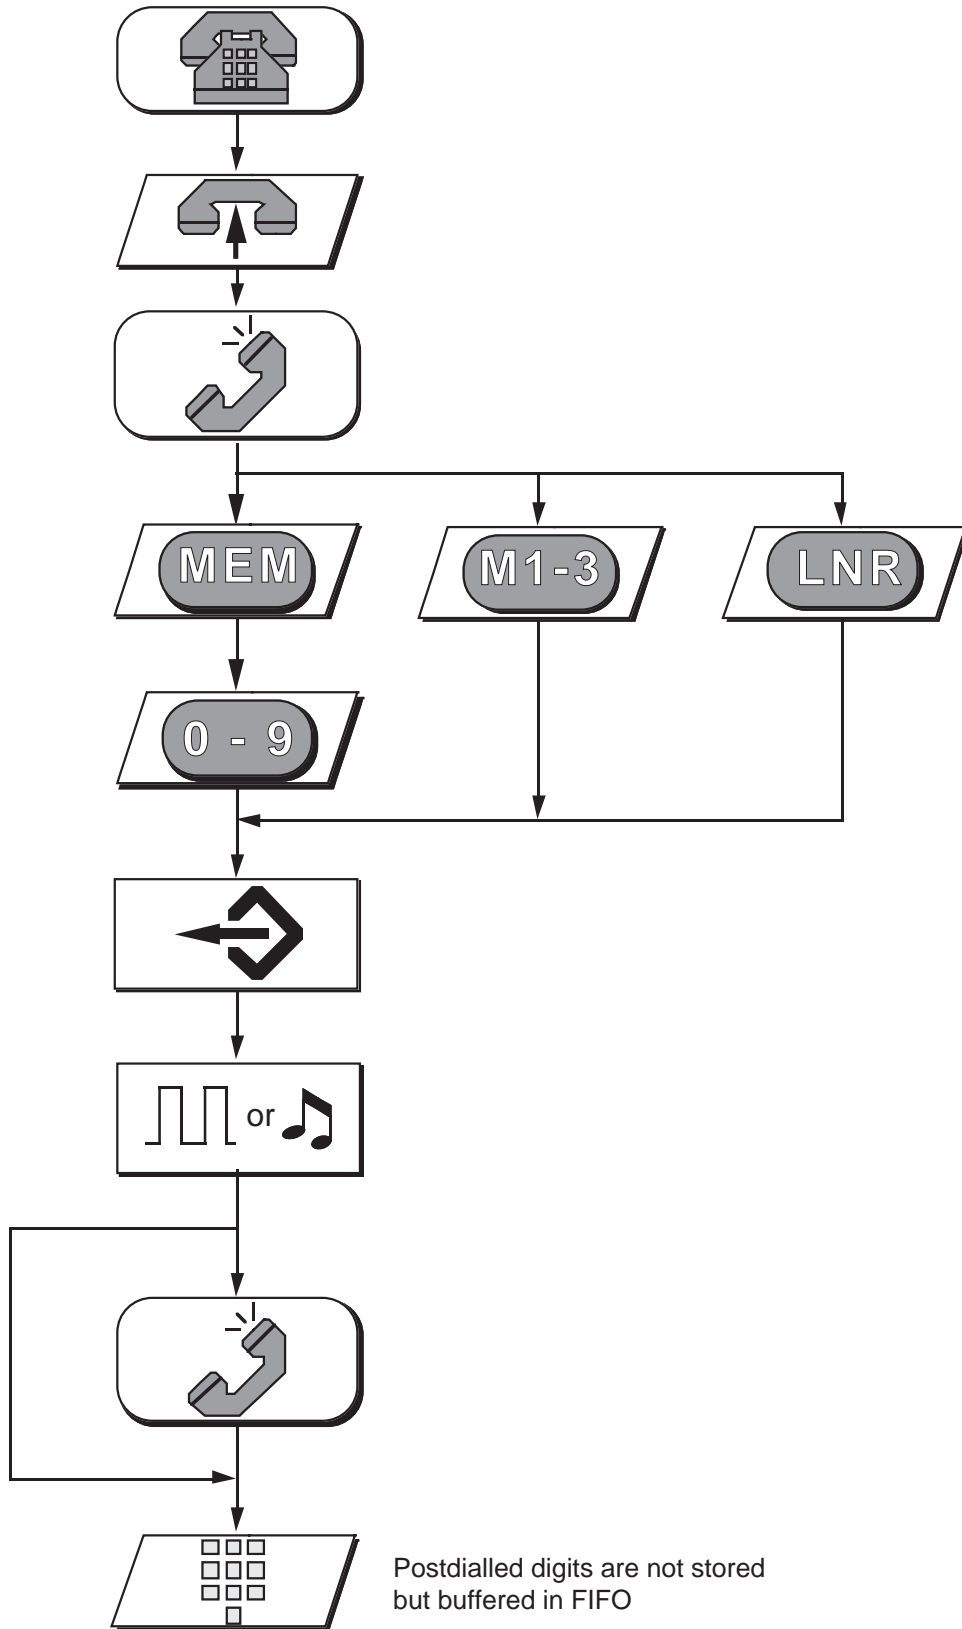 MEM
M1-3
LNR
0 - 9
or
Postdialled digits are not stored
but buffered in FIFO